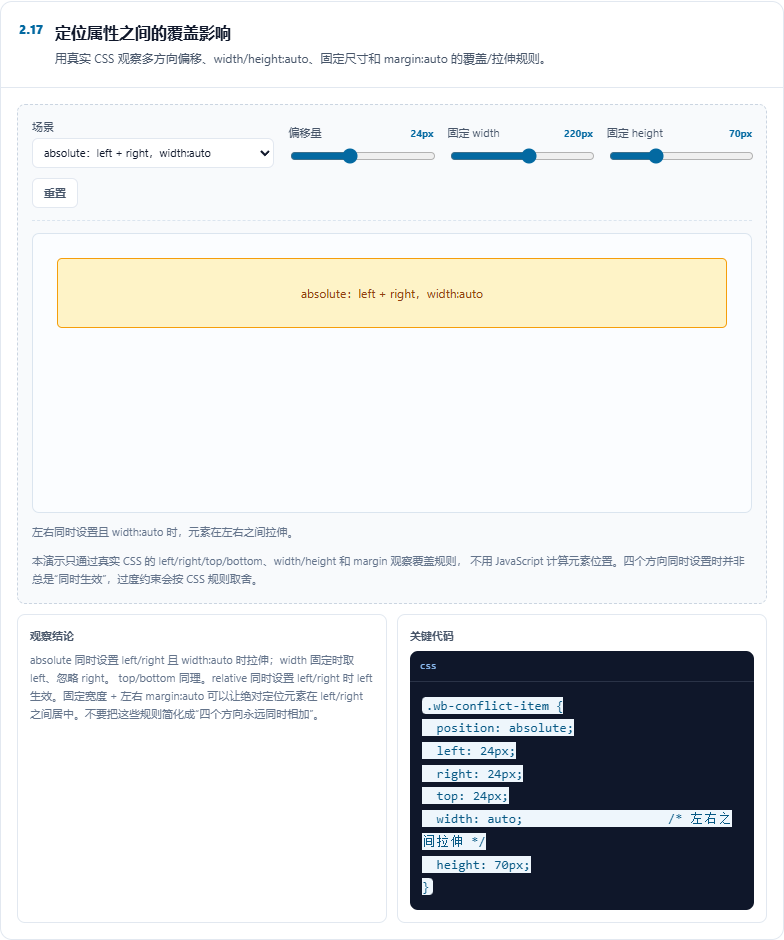 2.17 定位属性之间的覆盖影响
用真实 CSS 观察多方向偏移、width/height:auto、固定尺寸和 margin:auto 的覆盖/拉伸规则。
场景
偏移量 24px 固定 width 220px 固定 height 70px
absolute：left + right，width:auto
重置
absolute：left + right，width:auto
左右同时设置且 width:auto 时，元素在左右之间拉伸。
本演示只通过真实 CSS 的 left/right/top/bottom、width/height 和 margin 观察覆盖规则， 不用 JavaScript 计算元素位置。四个方向同时设置时并非
总是“同时生效”，过度约束会按 CSS 规则取舍。
观察结论
absolute 同时设置 left/right 且 width:auto 时拉伸；width 固定时取
left、忽略 right。 top/bottom 同理。relative 同时设置 left/right 时 left
生效。固定宽度 + 左右 margin:auto 可以让绝对定位元素在 left/right
之间居中。不要把这些规则简化成“四个方向永远同时相加”。
关键代码
css
.wb-conflict-item {
  position: absolute;
  left: 24px;
  right: 24px;
  top: 24px;
  width: auto;                    /* 左右之
间拉伸 */
  height: 70px;
}